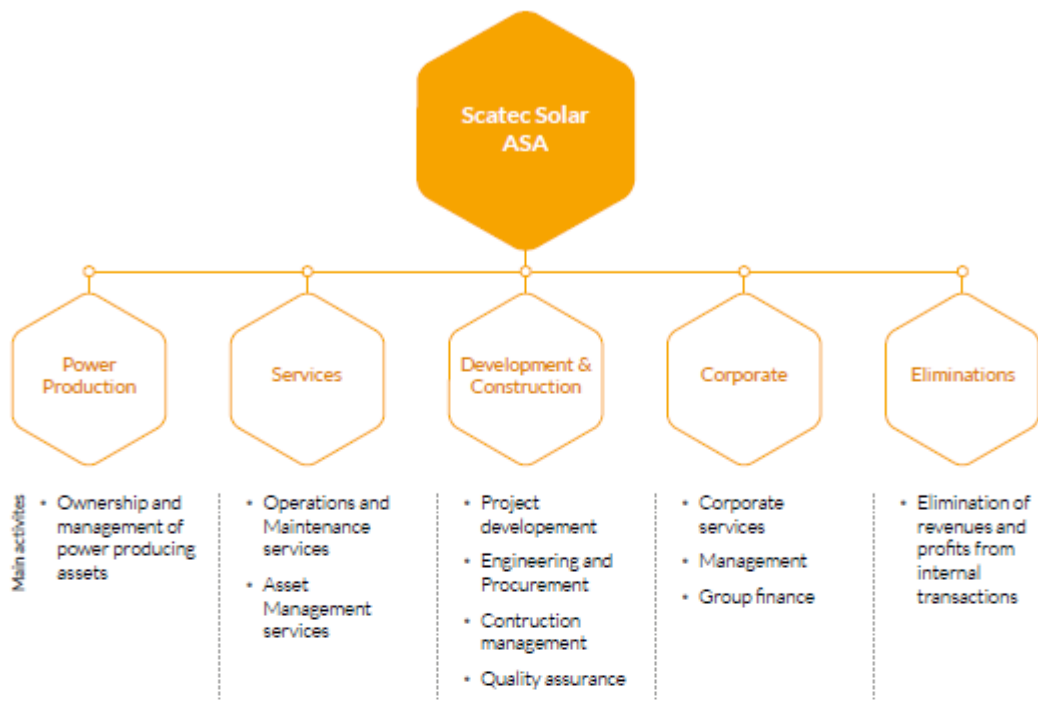 Scatec Solar
ASA
Power
Production
Services
Development &
Construction
Corporate
Eliminations
Main activites
• Ownership and
management of
power producing
assets
• Operations and
Maintenance
services
• Asset
Management
services
• Project
developement
• Engineering and
Procurement
• Contruction
management
• Quality assurance
• Corporate
services
• Management
• Group finance
• Elimination of
revenues and
profits from
internal
transactions